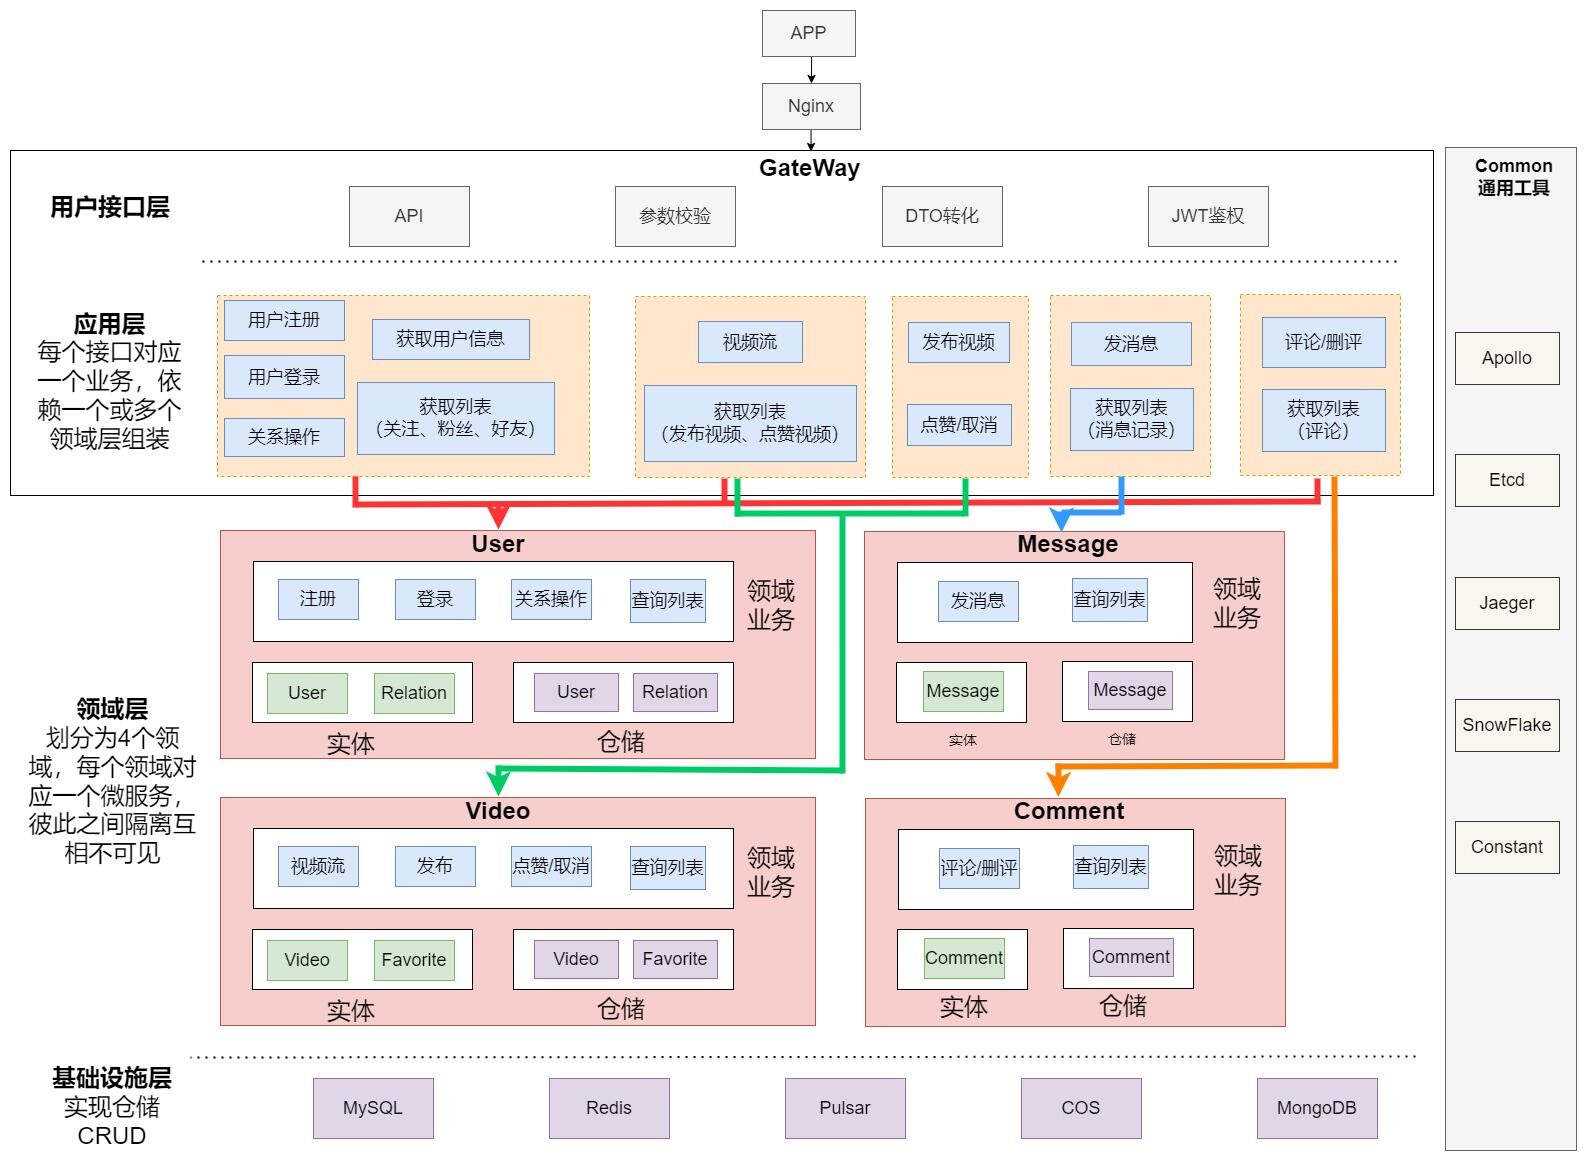 APP
Nginx
GateWay
用户接口层
API
参数校验
DTO转化
JWT鉴权
应用层
每个接口对应
一个业务，依
赖一个或多个
领域层组装
用户注册
用户登录
关系操作
获取用户信息
获取列表
（关注、粉丝、好友）
视频流
获取列表
（发布视频、点赞视频）
发布视频
点赞/取消
发消息
获取列表
（消息记录）
评论/删评
获取列表
（评论）
领域层
划分为4个领
域，每个领域对
应一个微服务，
彼此之间隔离互
相不可见
User
注册
登录
关系操作
查询列表
领域
业务
User
Relation
实体
User
Relation
仓储
Message
发消息
查询列表
领域
业务
Message
实体
Message
仓储
Video
视频流
发布
点赞/取消
查询列表
领域
业务
Video
Favorite
实体
Video
Favorite
仓储
Comment
评论/删评
查询列表
领域
业务
Comment
实体
Comment
仓储
基础设施层
实现仓储
CRUD
MySQL
Redis
Pulsar
COS
MongoDB
Common
通用工具
Apollo
Etcd
Jaeger
SnowFlake
Constant